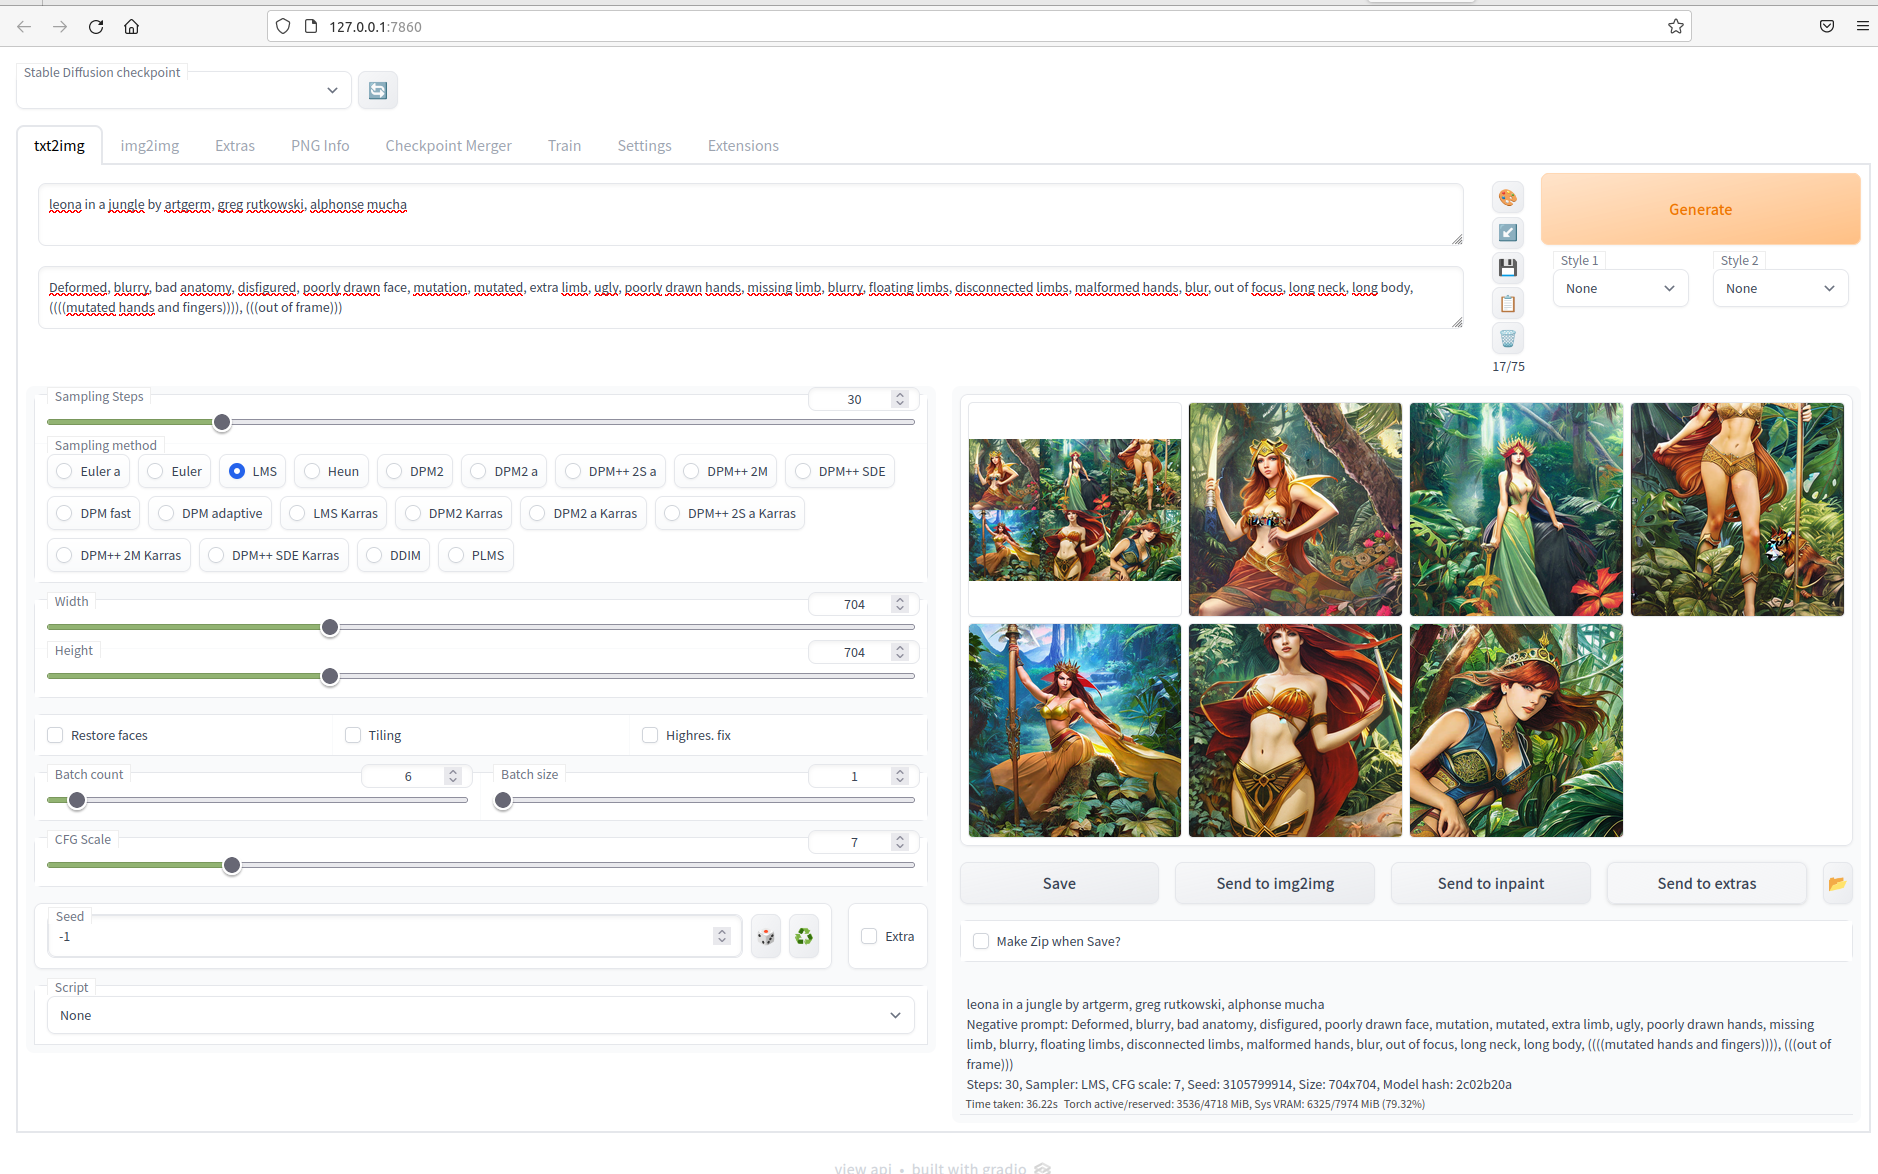 127.0.0.1:7860
Stable Diffusion checkpoint
txt2img img2img Extras PNG Info Checkpoint Merger Train Settings Extensions
leona in a jungle by artgerm, greg rutkowski, alphonse mucha
Generate
Style 1 Style 2
None None
Deformed, blurry, bad anatomy, disfigured, poorly drawn face, mutation, mutated, extra limb, ugly, poorly drawn hands, missing limb, blurry, floating limbs, disconnected limbs, malformed hands, blur, out of focus, long neck, long body,
((((mutated hands and fingers)))), (((out of frame)))
17/75
Sampling Steps 30
Sampling method
Euler a Euler LMS Heun DPM2 DPM2 a DPM++ 2S a DPM++ 2M DPM++ SDE
DPM fast DPM adaptive LMS Karras DPM2 Karras DPM2 a Karras DPM++ 2S a Karras
DPM++ 2M Karras DPM++ SDE Karras DDIM PLMS
Width 704
Height 704
Restore faces Tiling Highres. fix
Batch count 6 Batch size 1
CFG Scale 7
Seed
-1
Extra
Script
None
Save Send to img2img Send to inpaint Send to extras
Make Zip when Save?
leona in a jungle by artgerm, greg rutkowski, alphonse mucha
Negative prompt: Deformed, blurry, bad anatomy, disfigured, poorly drawn face, mutation, mutated, extra limb, ugly, poorly drawn hands, missing
limb, blurry, floating limbs, disconnected limbs, malformed hands, blur, out of focus, long neck, long body, ((((mutated hands and fingers)))), (((out of
frame)))
Steps: 30, Sampler: LMS, CFG scale: 7, Seed: 3105799914, Size: 704x704, Model hash: 2c02b20a
Time taken: 36.22s Torch active/reserved: 3536/4718 MiB, Sys VRAM: 6325/7974 MiB (79.32%)
view api • built with gradio